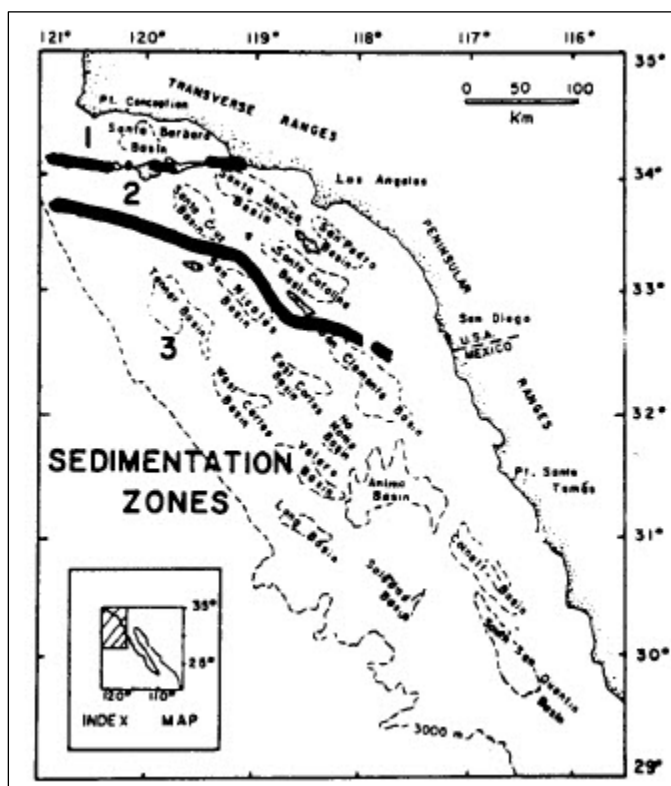 121° 120° 119° 118° 117° 116°
35°
TRANSVERSE RANGES
0 50 100
Km
Pt. Conception
1
Santa Barbara
Basin
34°
2
Los Angeles
Santa Monica
Basin
Santa Cruz
Basin
San Pedro
Basin
Santa Catalina
Basin
PENINSULAR
RANGES
33°
San Nicolas
Basin
Tanner Basin
3
San Diego
U.S.A.
MEXICO
San Clemente Basin
East Cortes
Basin
West Cortes
Basin
32°
No
Name
Basin
Velero
Basin
SEDIMENTATION
ZONES
Animo
Basin
Pt. Santo
Tomás
Long Basin
31°
Soledad
Basin
Colnett Basin
South San Quentin
Basin
30°
3000 m
29°
35°
25°
120° 110°
INDEX MAP